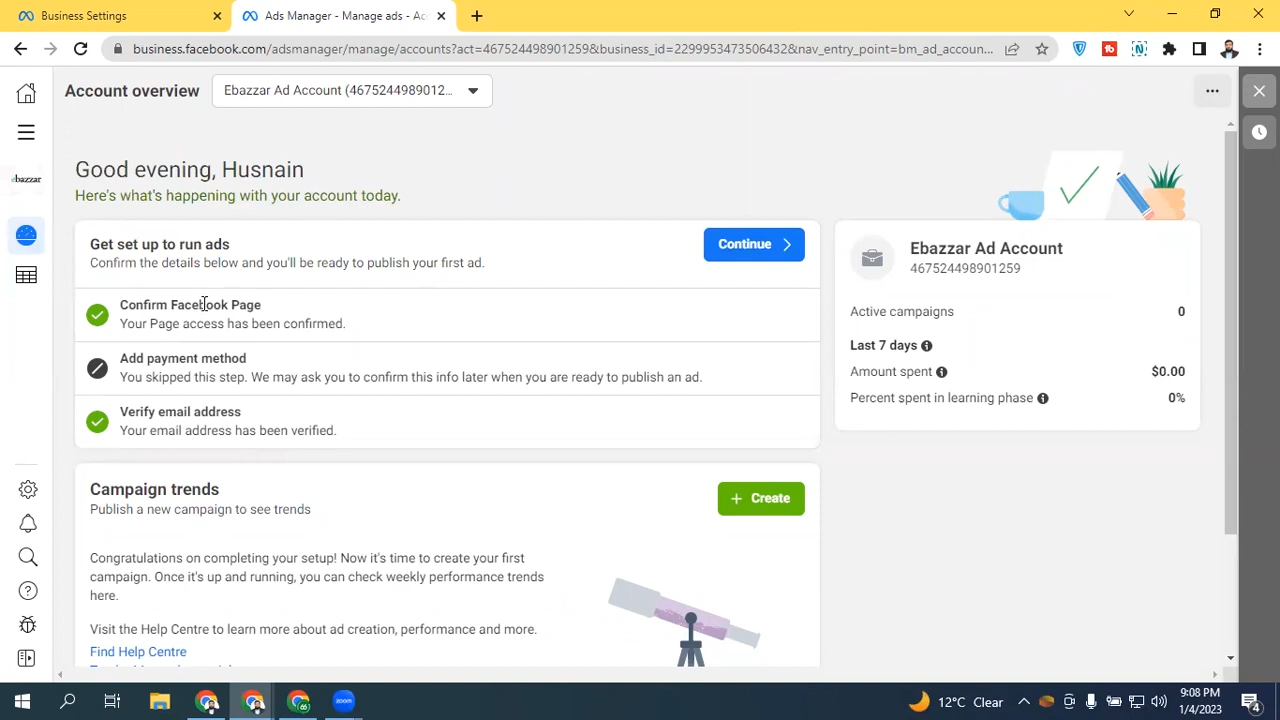 Business Settings
Ads Manager - Manage ads - Acc
business.facebook.com/adsmanager/manage/accounts?act=467524498901259&business_id=2299953473506432&nav_entry_point=bm_ad_accoun...
Account overview
Ebazzar Ad Account (4675244989012...
ebazzar
Good evening, Husnain
Here's what's happening with your account today.
Get set up to run ads
Confirm the details below and you'll be ready to publish your first ad.
Continue
Confirm Facebook Page
Your Page access has been confirmed.
Add payment method
You skipped this step. We may ask you to confirm this info later when you are ready to publish an ad.
Verify email address
Your email address has been verified.
Ebazzar Ad Account
467524498901259
Active campaigns 0
Last 7 days
Amount spent $0.00
Percent spent in learning phase 0%
Campaign trends
Publish a new campaign to see trends
+ Create
Congratulations on completing your setup! Now it's time to create your first
campaign. Once it's up and running, you can check weekly performance trends
here.
Visit the Help Centre to learn more about ad creation, performance and more.
Find Help Centre
zoom
12°C Clear
9:08 PM
1/4/2023
4